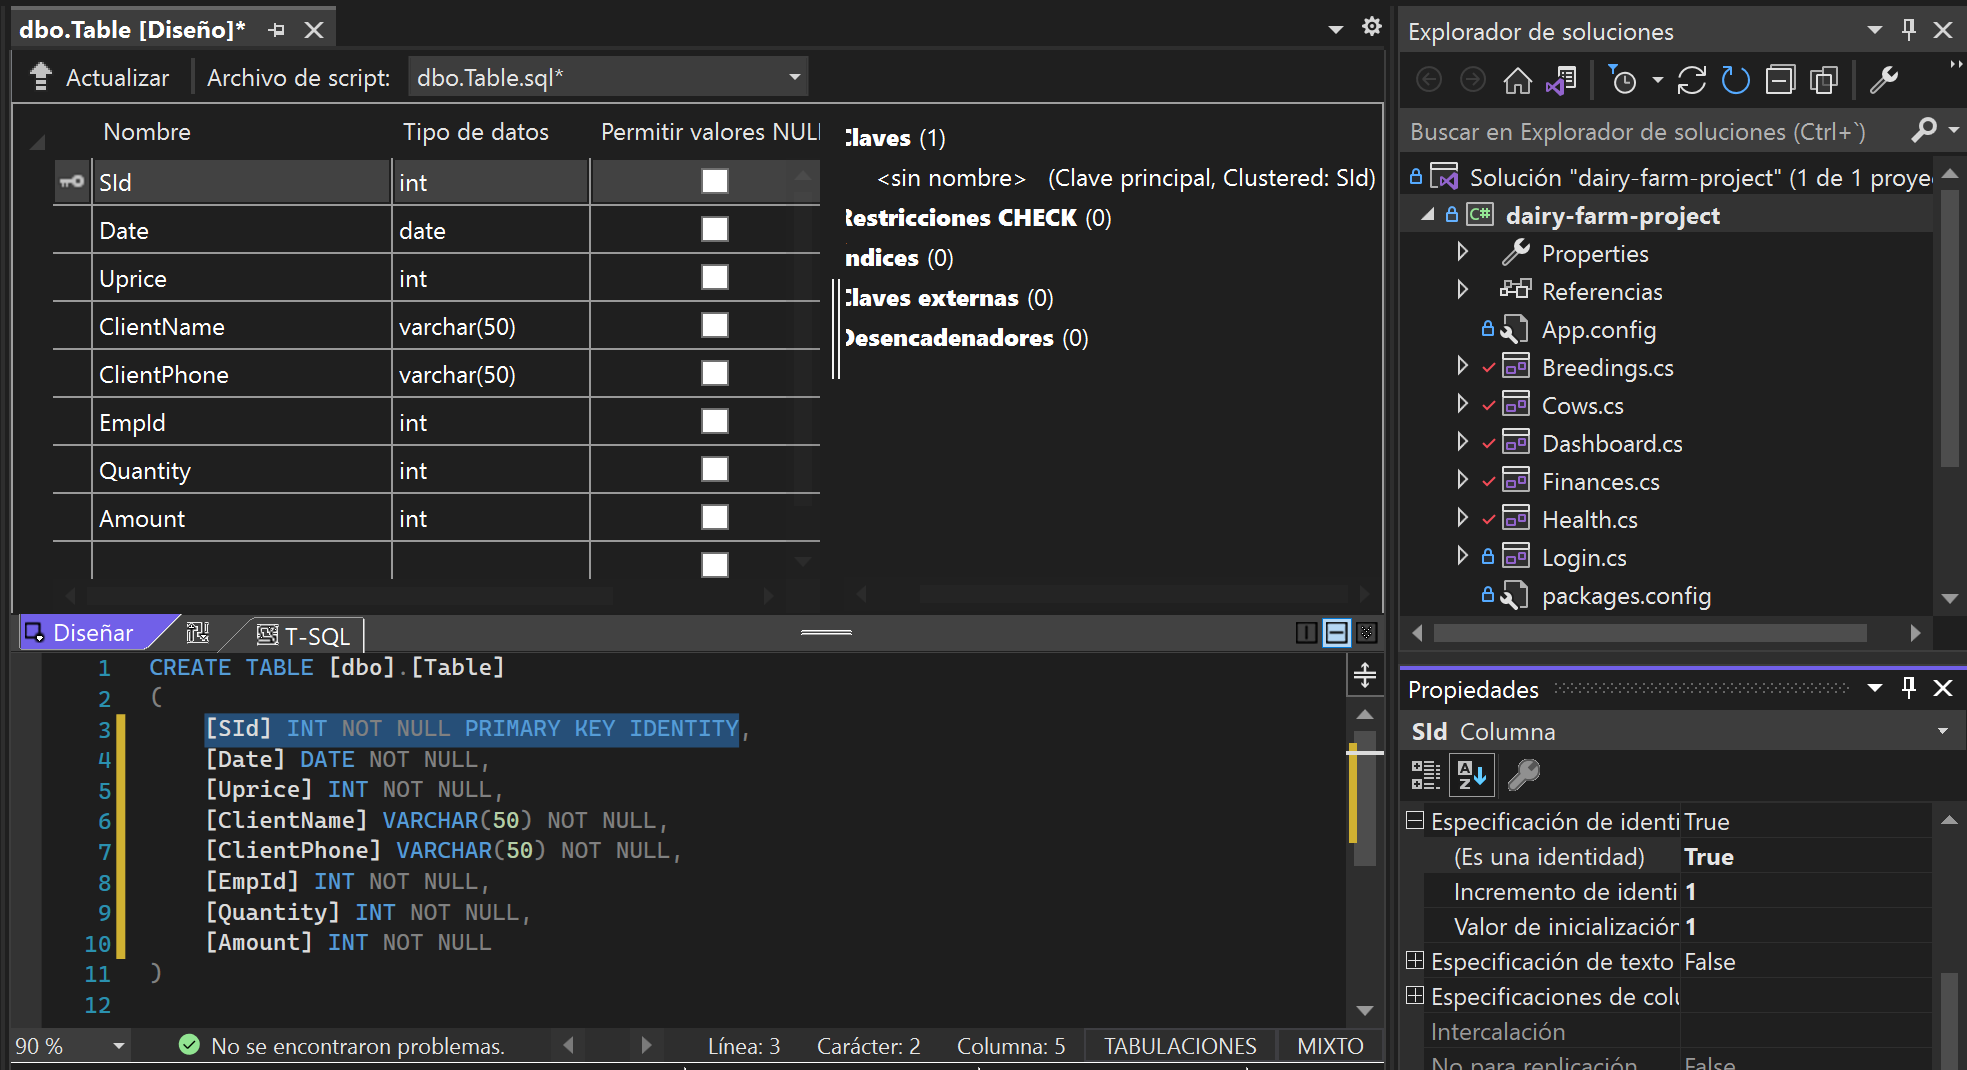 dbo.Table [Diseño]*
Actualizar
Archivo de script:
dbo.Table.sql*
Nombre
Tipo de datos
Permitir valores NUL
SId
int
Date
date
Uprice
int
ClientName
varchar(50)
ClientPhone
varchar(50)
EmpId
int
Quantity
int
Amount
int
Claves (1)
<sin nombre> (Clave principal, Clustered: SId)
Restricciones CHECK (0)
Índices (0)
Claves externas (0)
Desencadenadores (0)
Diseñar
T-SQL
1 CREATE TABLE [dbo].[Table]
2 (
3 [SId] INT NOT NULL PRIMARY KEY IDENTITY,
4 [Date] DATE NOT NULL,
5 [Uprice] INT NOT NULL,
6 [ClientName] VARCHAR(50) NOT NULL,
7 [ClientPhone] VARCHAR(50) NOT NULL,
8 [EmpId] INT NOT NULL,
9 [Quantity] INT NOT NULL,
10 [Amount] INT NOT NULL
11 )
12
90 %
No se encontraron problemas.
Línea: 3
Carácter: 2
Columna: 5
TABULACIONES
MIXTO
Explorador de soluciones
Buscar en Explorador de soluciones (Ctrl+`)
Solución "dairy-farm-project" (1 de 1 proye
C# dairy-farm-project
Properties
Referencias
App.config
Breedings.cs
Cows.cs
Dashboard.cs
Finances.cs
Health.cs
Login.cs
packages.config
Propiedades
SId Columna
Especificación de identi True
(Es una identidad) True
Incremento de identi 1
Valor de inicialización 1
Especificación de texto False
Especificaciones de colu
Intercalación
No para replicación False